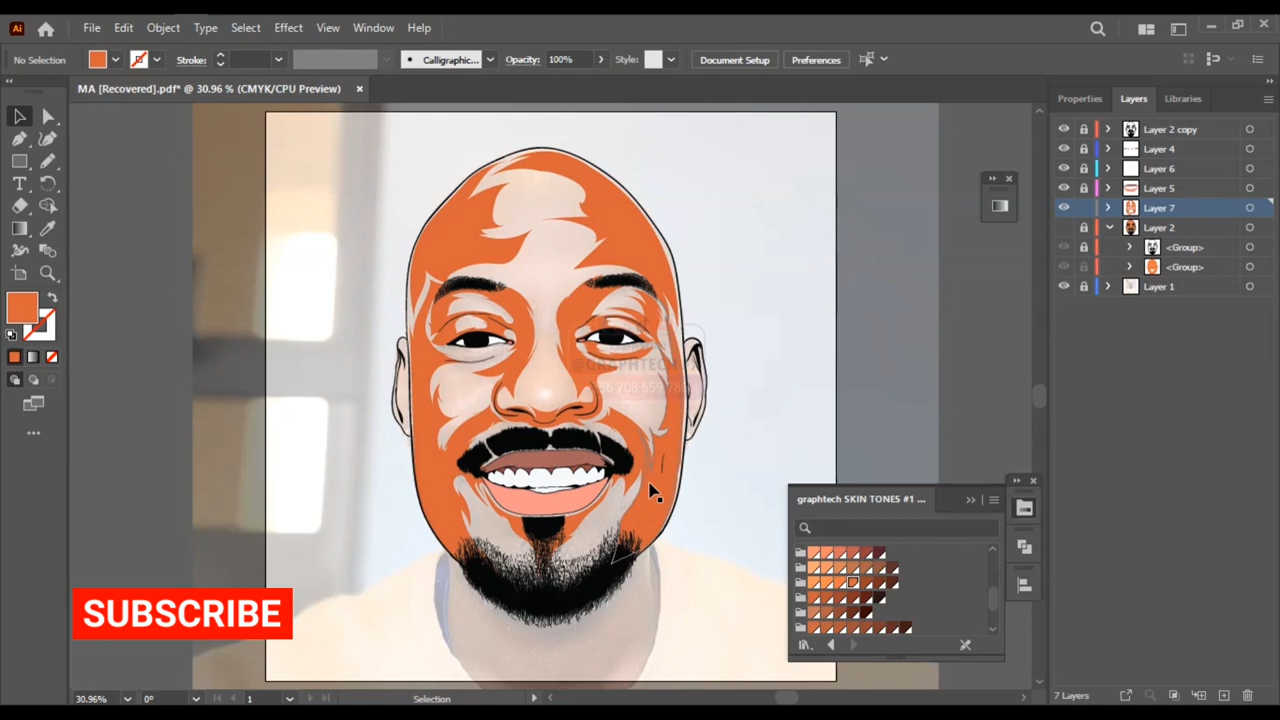 Ai File Edit Object Type Select Effect View Window Help
No Selection Stroke: Calligraphic... Opacity: 100% Style: Document Setup Preferences
MA [Recovered].pdf* @ 30.96 % (CMYK/CPU Preview)
Properties Layers Libraries
Layer 2 copy
Layer 4
Layer 6
Layer 5
Layer 7
Layer 2
<Group>
<Group>
Layer 1
graphtech SKIN TONES #1 ...
SUBSCRIBE
30.96% 0° 1 Selection
7 Layers